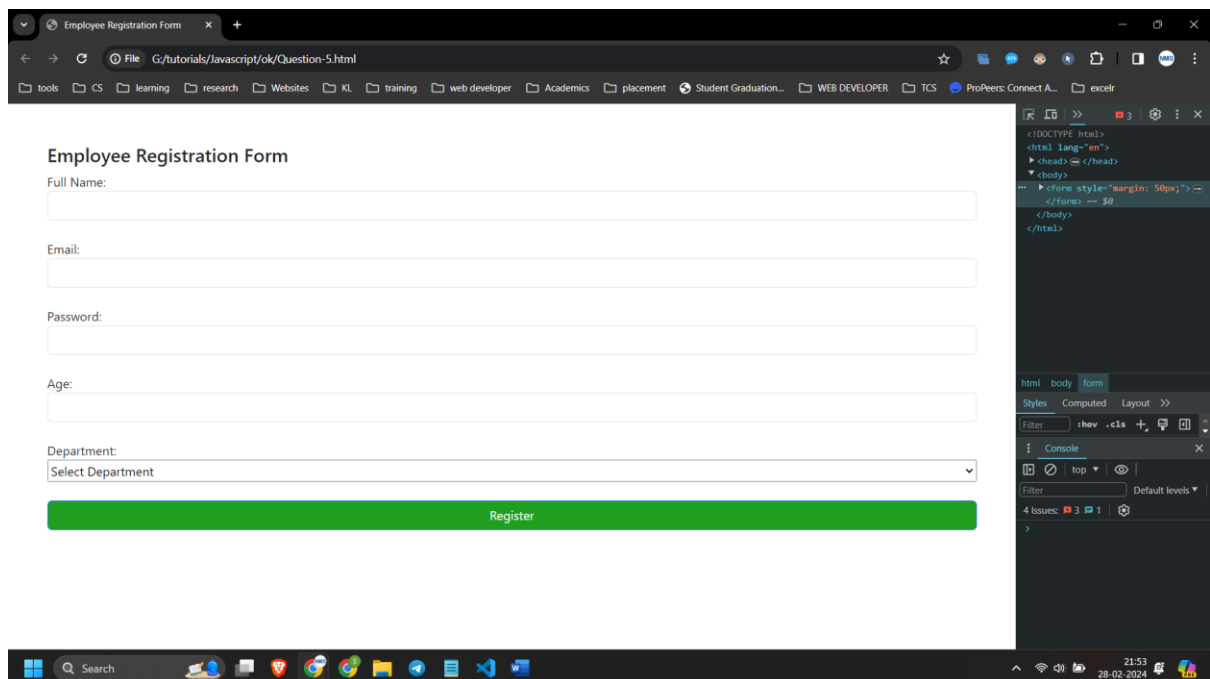 Employee Registration Form
File G:/tutorials/Javascript/ok/Question-5.html
NMS
tools CS learning research Websites KL training web developer Academics placement Student Graduation... WEB DEVELOPER TCS ProPeers: Connect A... excelr
Employee Registration Form
Full Name:
Email:
Password:
Age:
Department:
Select Department
Register
3
<!DOCTYPE html>
<html lang="en">
<head> </head>
<body>
<form style="margin: 50px;">
</form> == $0
</body>
</html>
html body form
Styles Computed Layout
Filter :hov .cls
Console
top
Filter Default levels
4 Issues: 3 1
Search
21:53
28-02-2024